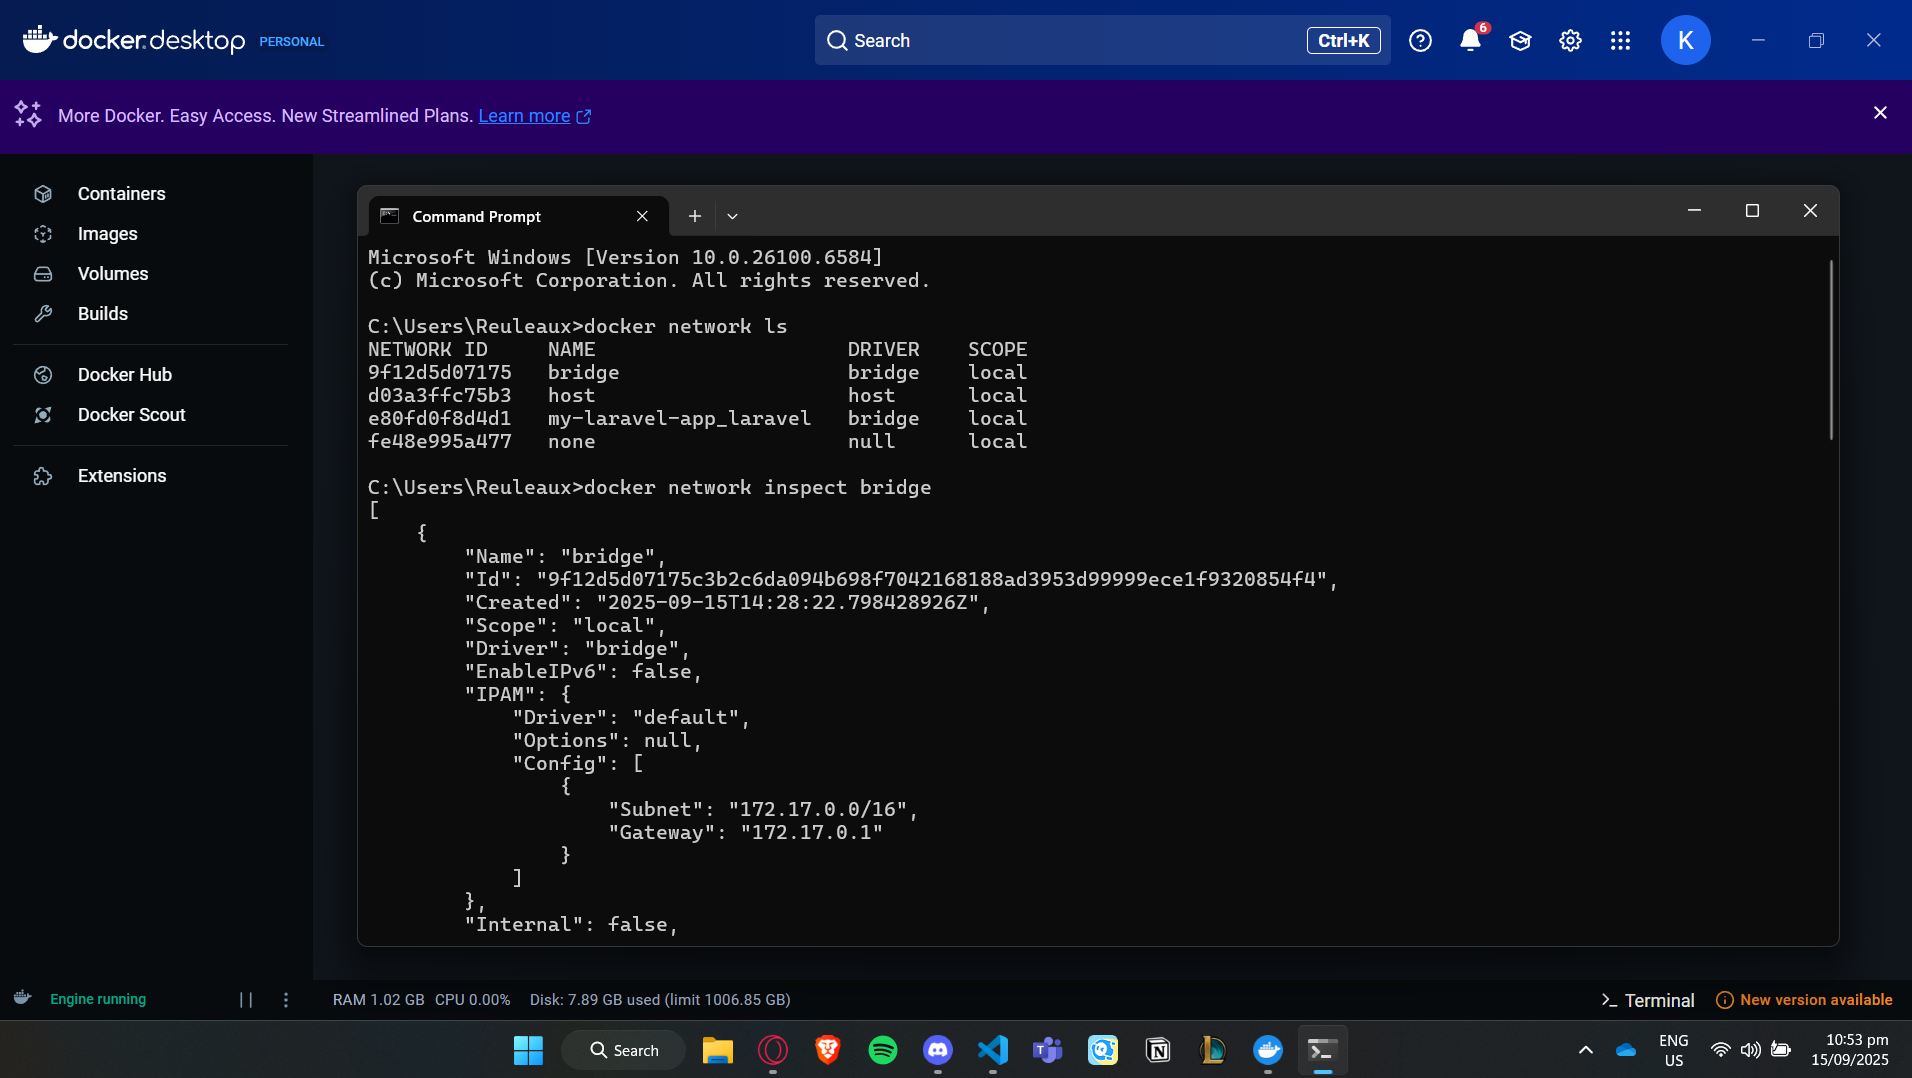 docker.desktop PERSONAL
Search Ctrl+K
6
K
More Docker. Easy Access. New Streamlined Plans. Learn more
Containers
Images
Volumes
Builds
Docker Hub
Docker Scout
Extensions
Command Prompt
Microsoft Windows [Version 10.0.26100.6584]
(c) Microsoft Corporation. All rights reserved.
C:\Users\Reuleaux>docker network ls
NETWORK ID     NAME                     DRIVER    SCOPE
9f12d5d07175   bridge                   bridge    local
d03a3ffc75b3   host                     host      local
e80fd0f8d4d1   my-laravel-app_laravel   bridge    local
fe48e995a477   none                     null      local
C:\Users\Reuleaux>docker network inspect bridge
[
    {
        "Name": "bridge",
        "Id": "9f12d5d07175c3b2c6da094b698f7042168188ad3953d99999ece1f9320854f4",
        "Created": "2025-09-15T14:28:22.798428926Z",
        "Scope": "local",
        "Driver": "bridge",
        "EnableIPv6": false,
        "IPAM": {
            "Driver": "default",
            "Options": null,
            "Config": [
                {
                    "Subnet": "172.17.0.0/16",
                    "Gateway": "172.17.0.1"
                }
            ]
        },
        "Internal": false,
Engine running
RAM 1.02 GB CPU 0.00% Disk: 7.89 GB used (limit 1006.85 GB)
Terminal
New version available
Search
ENG
US
10:53 pm
15/09/2025